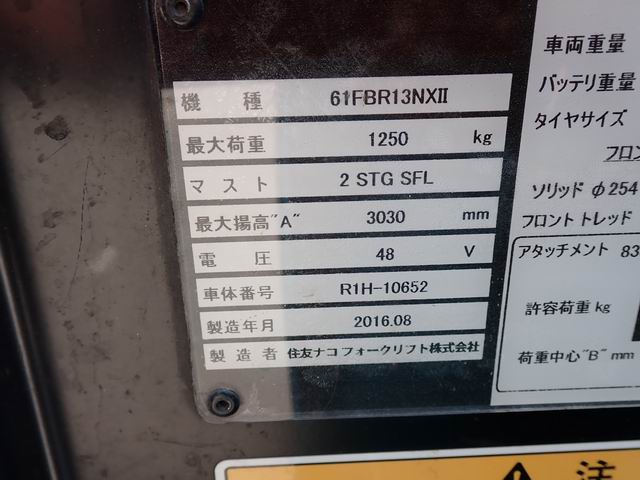 機 種 61FBR13NXⅡ
最大荷重 1250 kg
マスト 2 STG SFL
最大揚高"A" 3030 mm
電 圧 48 V
車体番号 R1H-10652
製造年月 2016.08
製造者 住友ナコ フォークリフト株式会社
車両重量
バッテリ重量
タイヤサイズ
フロン
ソリッド φ254
フロント トレッド
アタッチメント 83
許容荷重 kg
荷重中心"B" mm
注